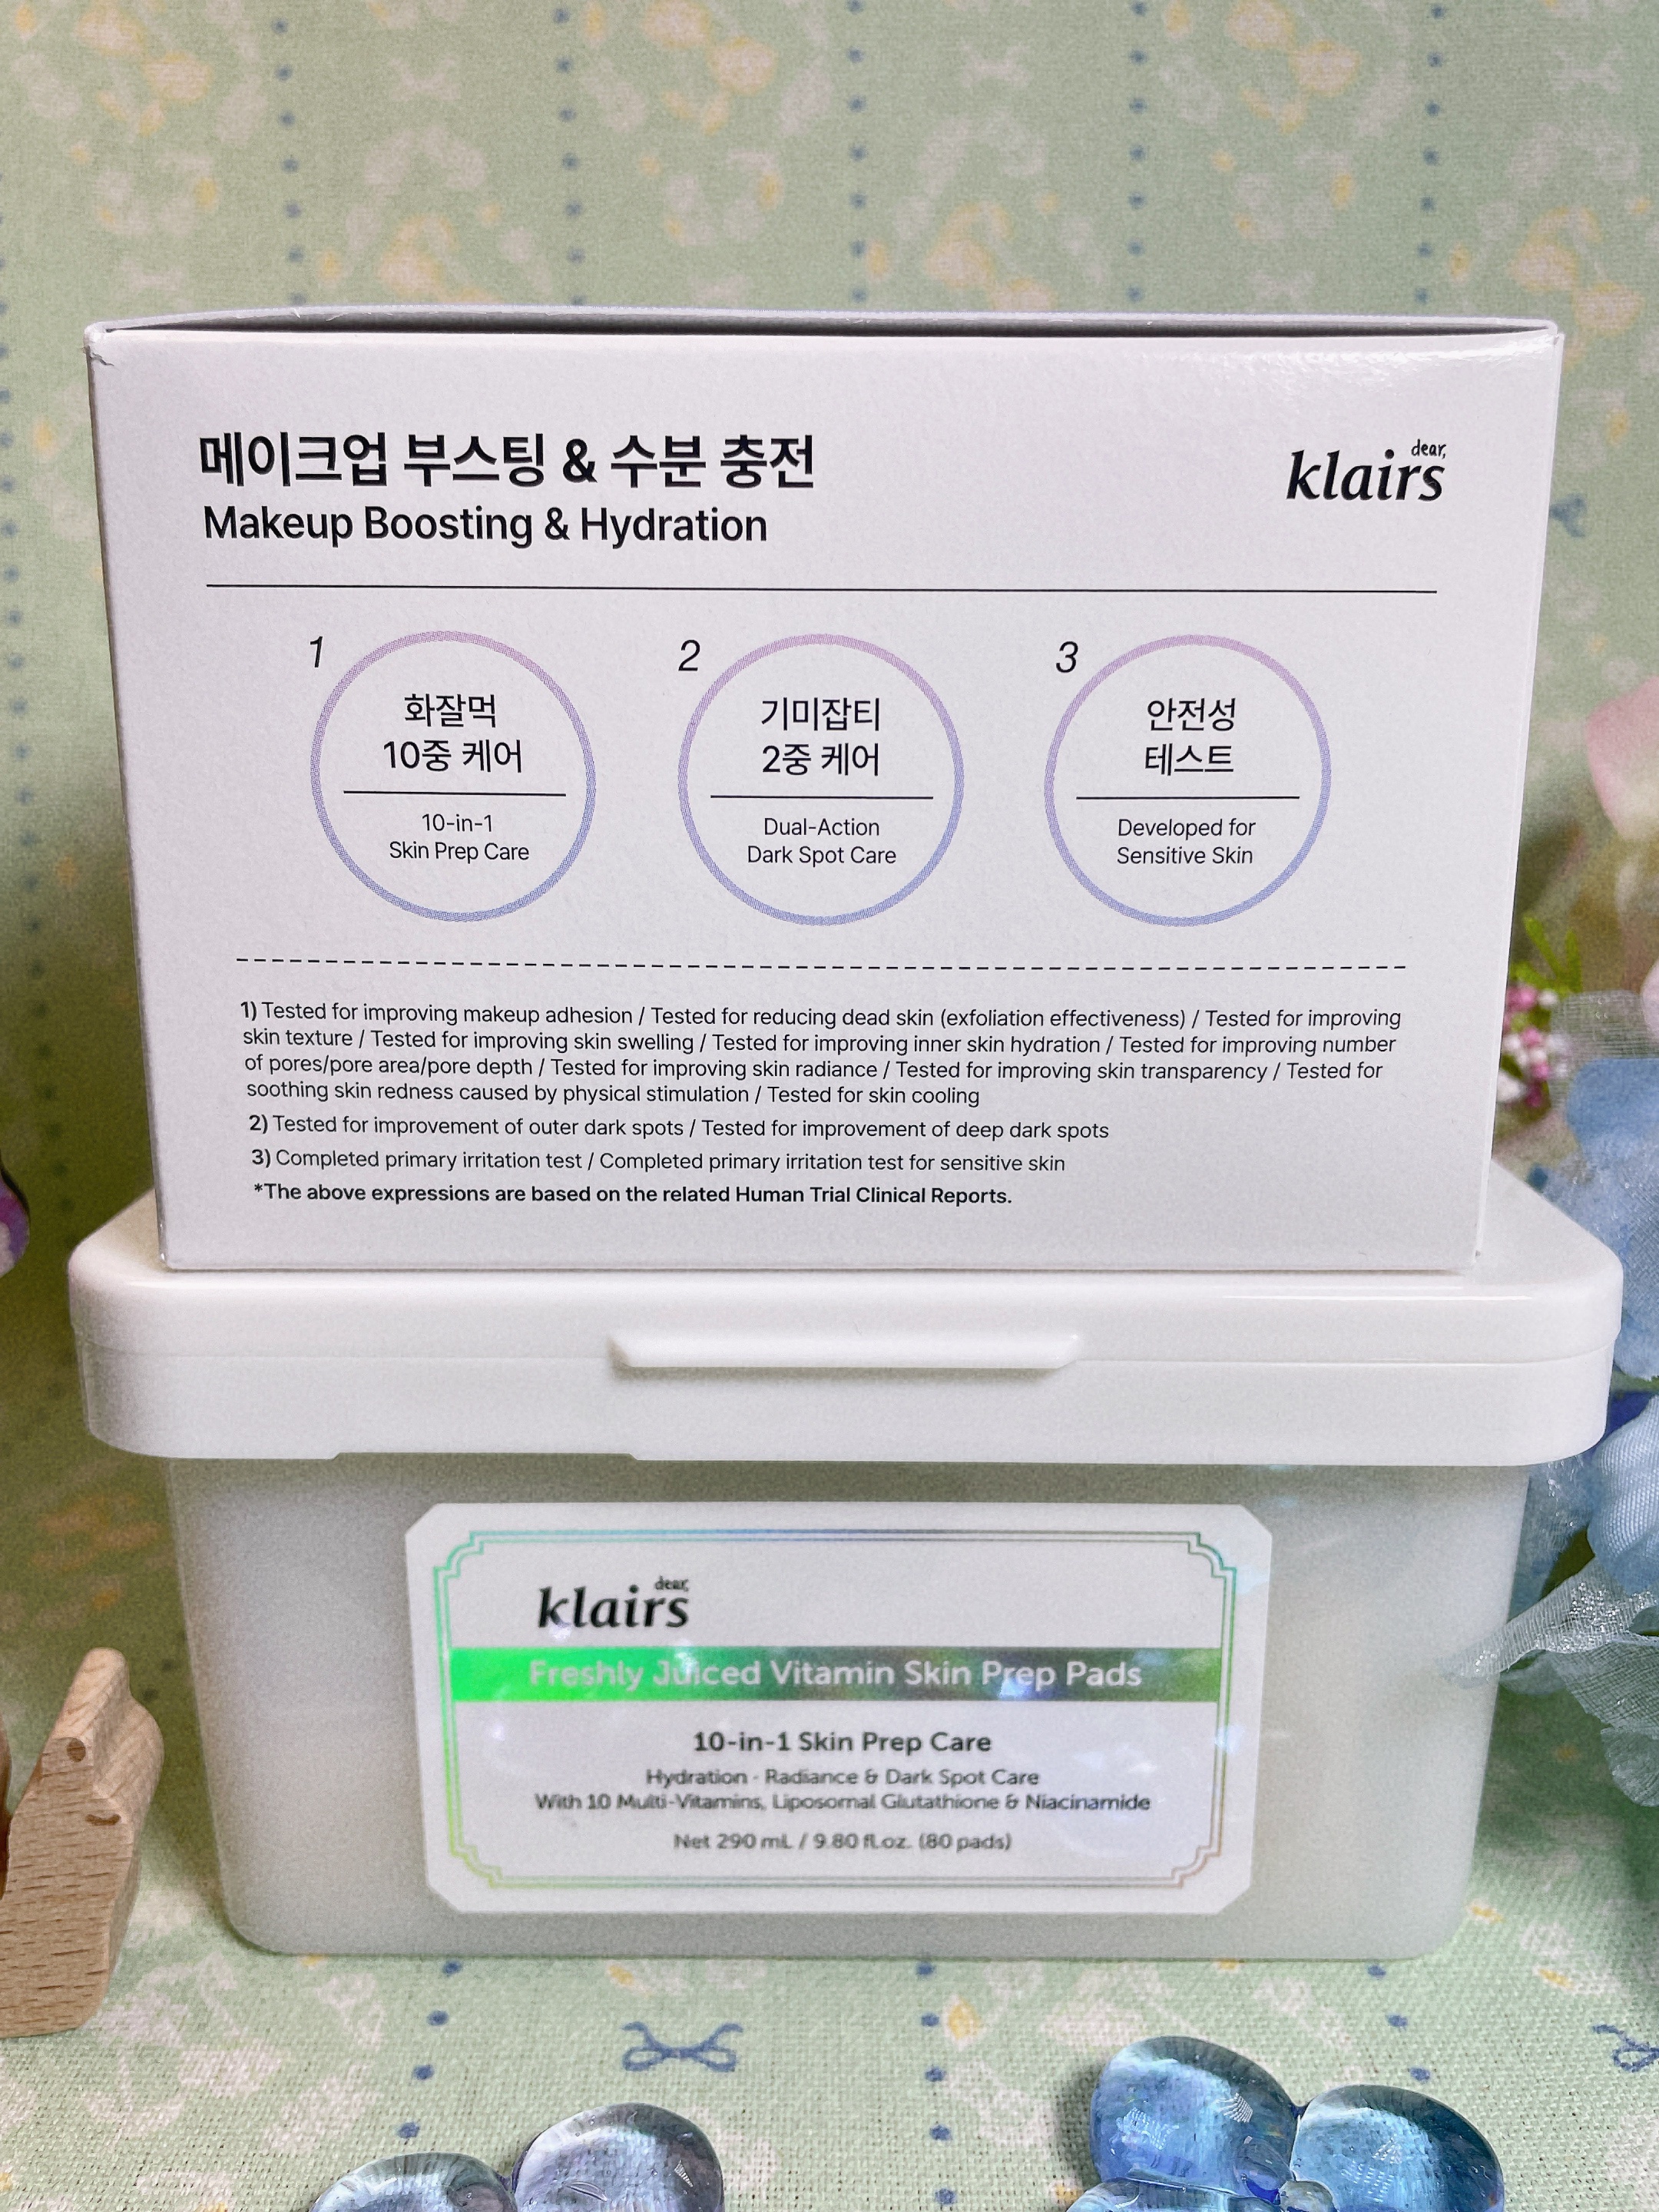 메이크업 부스팅 & 수분 충전
Makeup Boosting & Hydration
dear,
klairs
1
화잘먹
10중 케어
10-in-1
Skin Prep Care
2
기미잡티
2중 케어
Dual-Action
Dark Spot Care
3
안전성
테스트
Developed for
Sensitive Skin
1) Tested for improving makeup adhesion / Tested for reducing dead skin (exfoliation effectiveness) / Tested for improving
skin texture / Tested for improving skin swelling / Tested for improving inner skin hydration / Tested for improving number
of pores/pore area/pore depth / Tested for improving skin radiance / Tested for improving skin transparency / Tested for
soothing skin redness caused by physical stimulation / Tested for skin cooling
2) Tested for improvement of outer dark spots / Tested for improvement of deep dark spots
3) Completed primary irritation test / Completed primary irritation test for sensitive skin
*The above expressions are based on the related Human Trial Clinical Reports.
dear,
klairs
Freshly Juiced Vitamin Skin Prep Pads
10-in-1 Skin Prep Care
Hydration · Radiance & Dark Spot Care
With 10 Multi-Vitamins, Liposomal Glutathione & Niacinamide
Net 290 mL / 9.80 fl.oz. (80 pads)